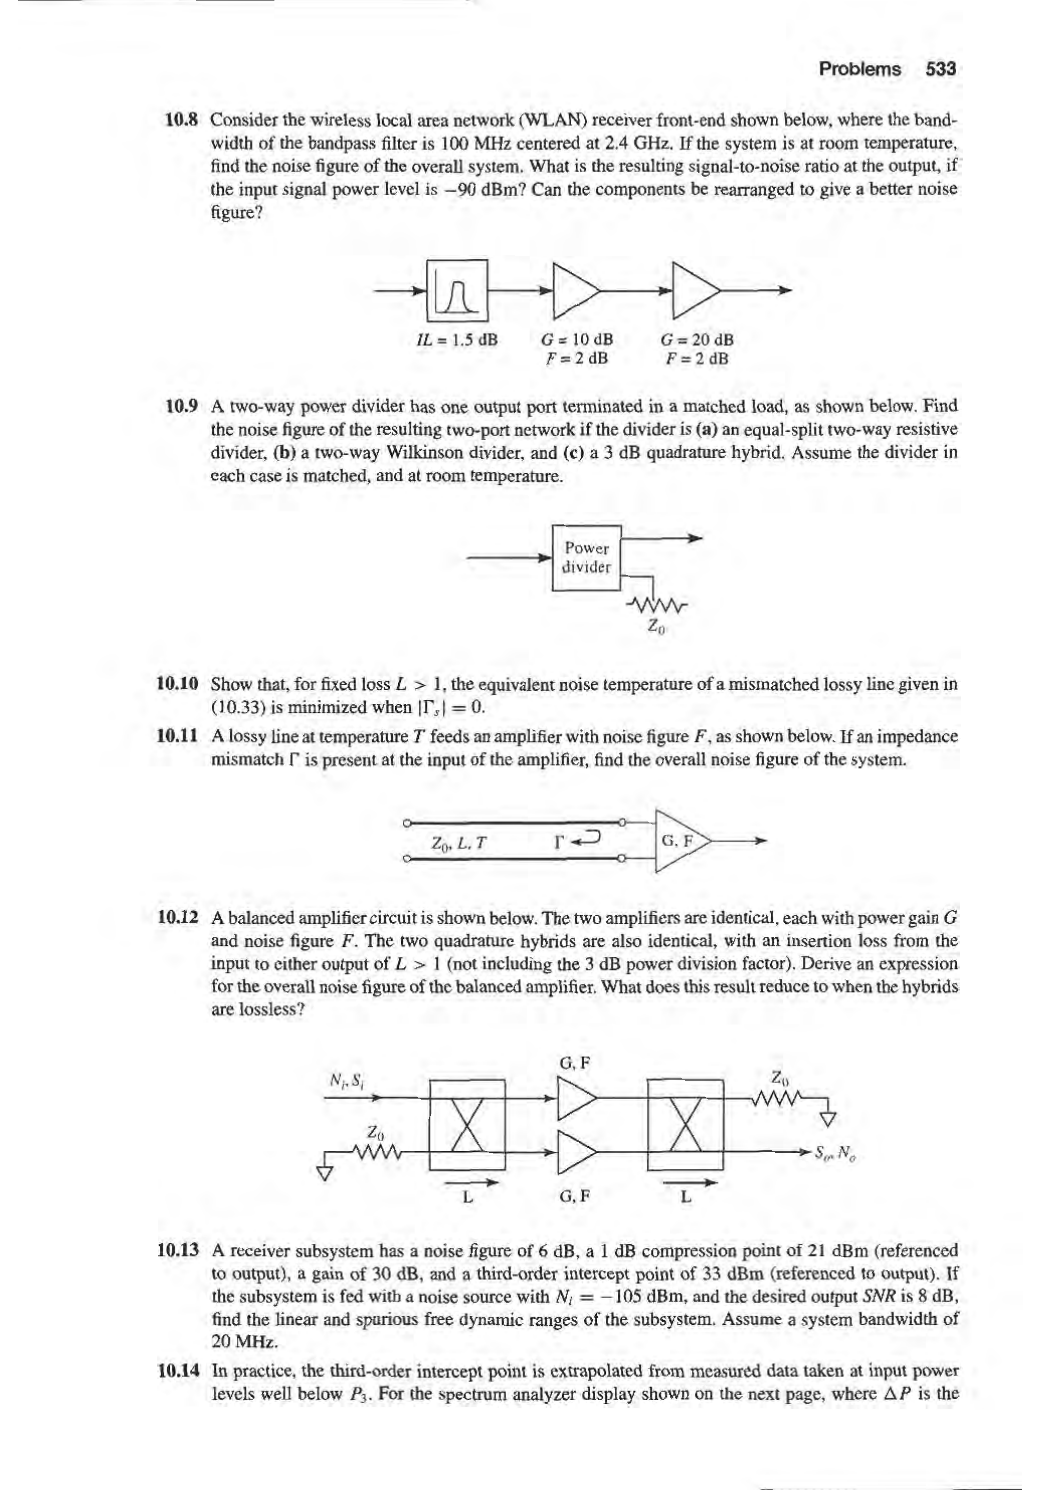 Problems 533
10.8 Consider the wireless local area network (WLAN) receiver front-end shown below, where the band-
width of the bandpass filter is 100 MHz centered at 2.4 GHz. If the system is at room temperature,
find the noise figure of the overall system. What is the resulting signal-to-noise ratio at the output, if
the input signal power level is −90 dBm? Can the components be rearranged to give a better noise
figure?
IL = 1.5 dB G = 10 dB G = 20 dB
F = 2 dB F = 2 dB
10.9 A two-way power divider has one output port terminated in a matched load, as shown below. Find
the noise figure of the resulting two-port network if the divider is (a) an equal-split two-way resistive
divider, (b) a two-way Wilkinson divider, and (c) a 3 dB quadrature hybrid. Assume the divider in
each case is matched, and at room temperature.
Power
divider
Z₀
10.10 Show that, for fixed loss L > 1, the equivalent noise temperature of a mismatched lossy line given in
(10.33) is minimized when |Γₛ| = 0.
10.11 A lossy line at temperature T feeds an amplifier with noise figure F, as shown below. If an impedance
mismatch Γ is present at the input of the amplifier, find the overall noise figure of the system.
Z₀, L, T Γ G, F
10.12 A balanced amplifier circuit is shown below. The two amplifiers are identical, each with power gain G
and noise figure F. The two quadrature hybrids are also identical, with an insertion loss from the
input to either output of L > 1 (not including the 3 dB power division factor). Derive an expression
for the overall noise figure of the balanced amplifier. What does this result reduce to when the hybrids
are lossless?
G, F
Nᵢ, Sᵢ Z₀
Z₀
Sₒ, Nₒ
L G, F L
10.13 A receiver subsystem has a noise figure of 6 dB, a 1 dB compression point of 21 dBm (referenced
to output), a gain of 30 dB, and a third-order intercept point of 33 dBm (referenced to output). If
the subsystem is fed with a noise source with Nᵢ = −105 dBm, and the desired output SNR is 8 dB,
find the linear and spurious free dynamic ranges of the subsystem. Assume a system bandwidth of
20 MHz.
10.14 In practice, the third-order intercept point is extrapolated from measured data taken at input power
levels well below P₃. For the spectrum analyzer display shown on the next page, where ΔP is the